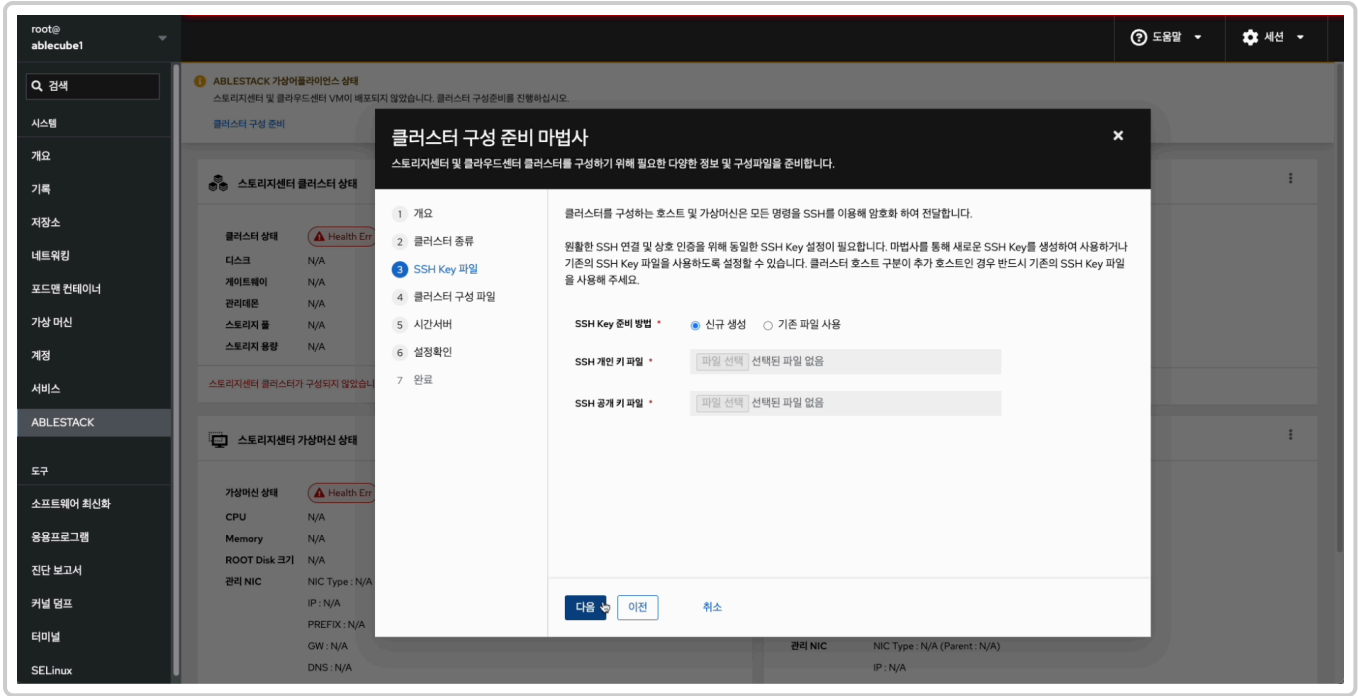 root@
ablecube1
도움말
세션
검색
시스템
개요
기록
저장소
네트워킹
포드맨 컨테이너
가상 머신
계정
서비스
ABLESTACK
도구
소프트웨어 최신화
응용프로그램
진단 보고서
커널 덤프
터미널
SELinux
ABLESTACK 가상어플라이언스 상태
스토리지센터 및 클라우드센터 VM이 배포되지 않았습니다. 클러스터 구성준비를 진행하십시오.
클러스터 구성 준비
스토리지센터 클러스터 상태
클러스터 상태 Health Err
디스크 N/A
게이트웨이 N/A
관리데몬 N/A
스토리지 풀 N/A
스토리지 용량 N/A
스토리지센터 클러스터가 구성되지 않았습니
스토리지센터 가상머신 상태
가상머신 상태 Health Err
CPU N/A
Memory N/A
ROOT Disk 크기 N/A
관리 NIC NIC Type : N/A
IP : N/A
PREFIX : N/A
GW : N/A
DNS : N/A
관리 NIC NIC Type : N/A (Parent : N/A)
IP : N/A
클러스터 구성 준비 마법사
스토리지센터 및 클라우드센터 클러스터를 구성하기 위해 필요한 다양한 정보 및 구성파일을 준비합니다.
1 개요
2 클러스터 종류
3 SSH Key 파일
4 클러스터 구성 파일
5 시간서버
6 설정확인
7 완료
클러스터를 구성하는 호스트 및 가상머신은 모든 명령을 SSH를 이용해 암호화 하여 전달합니다.
원활한 SSH 연결 및 상호 인증을 위해 동일한 SSH Key 설정이 필요합니다. 마법사를 통해 새로운 SSH Key를 생성하여 사용하거나
기존의 SSH Key 파일을 사용하도록 설정할 수 있습니다. 클러스터 호스트 구분이 추가 호스트인 경우 반드시 기존의 SSH Key 파일
을 사용해 주세요.
SSH Key 준비 방법 * 신규 생성 기존 파일 사용
SSH 개인 키 파일 * 파일 선택 선택된 파일 없음
SSH 공개 키 파일 * 파일 선택 선택된 파일 없음
다음 이전 취소